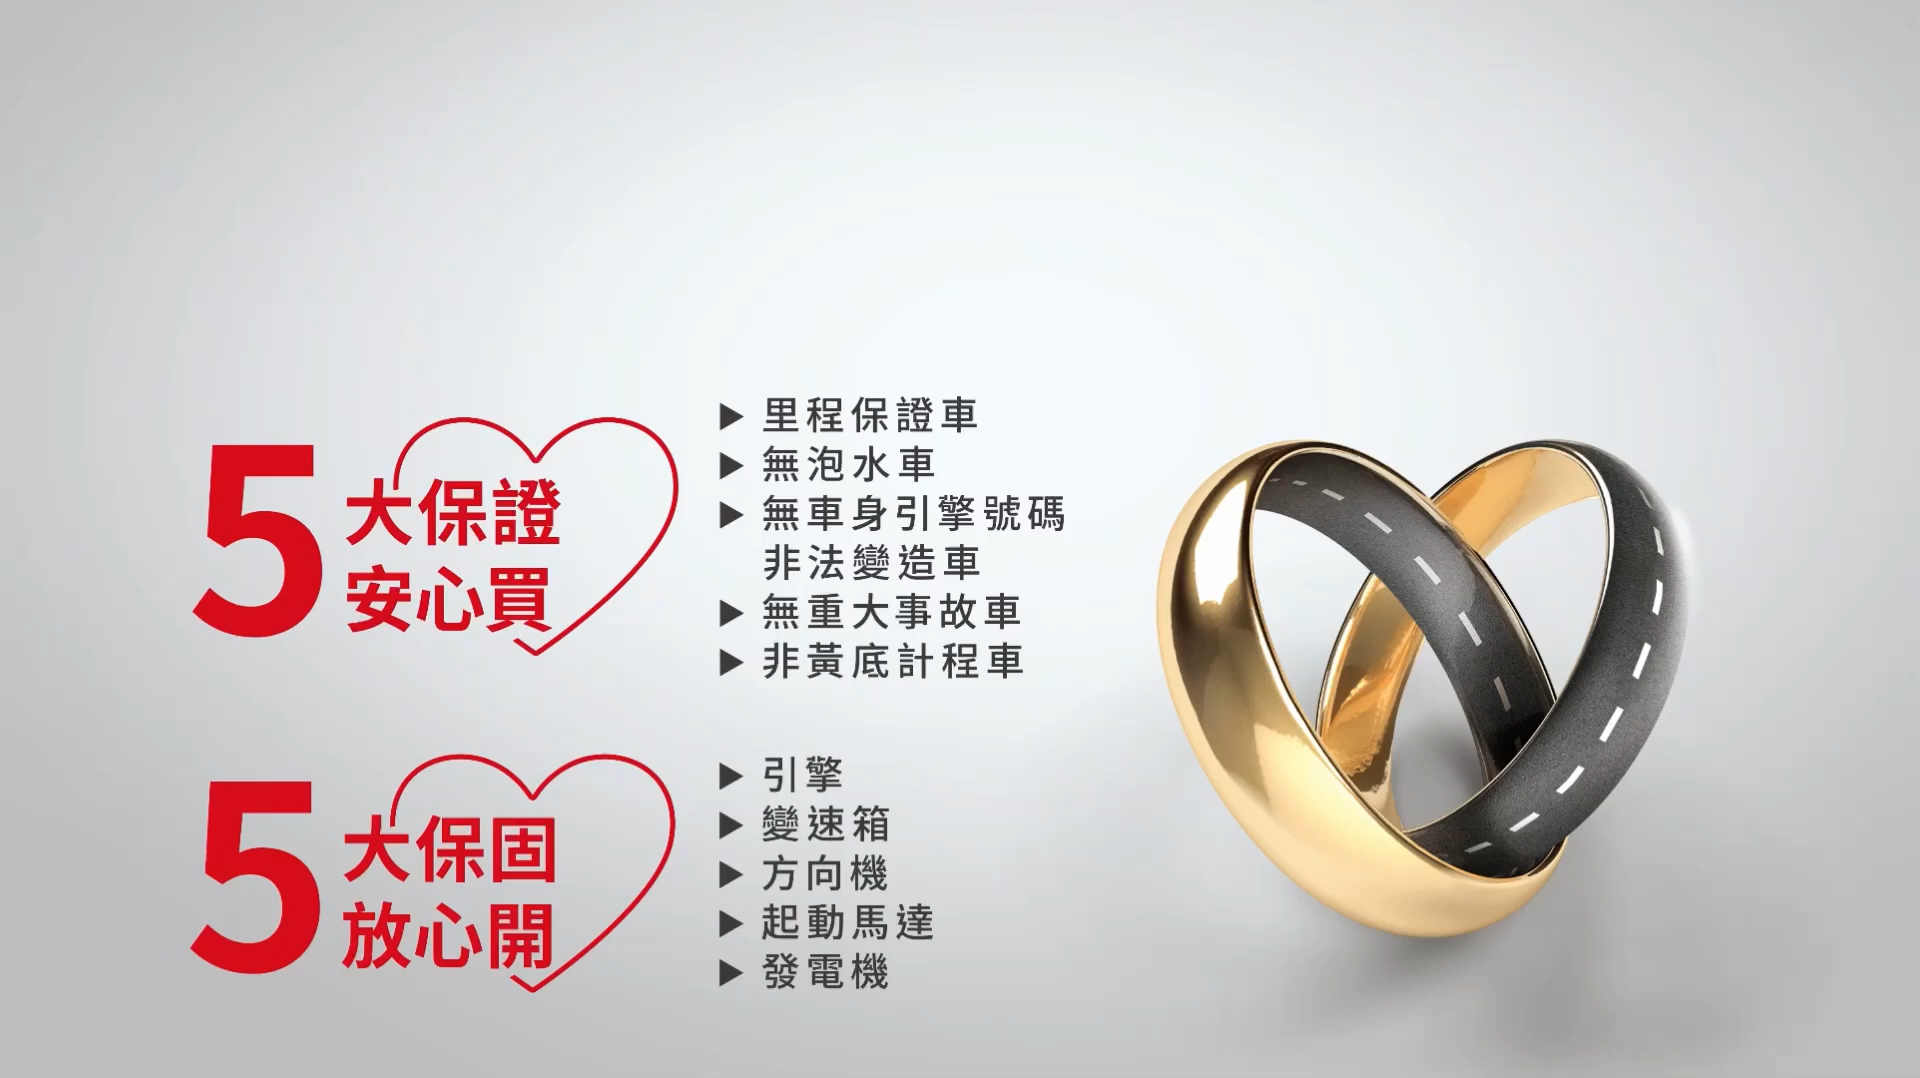 5
大保證
安心買
▶ 里程保證車
▶ 無泡水車
▶ 無車身引擎號碼
非法變造車
▶ 無重大事故車
▶ 非黃底計程車
5
大保固
放心開
▶ 引擎
▶ 變速箱
▶ 方向機
▶ 起動馬達
▶ 發電機